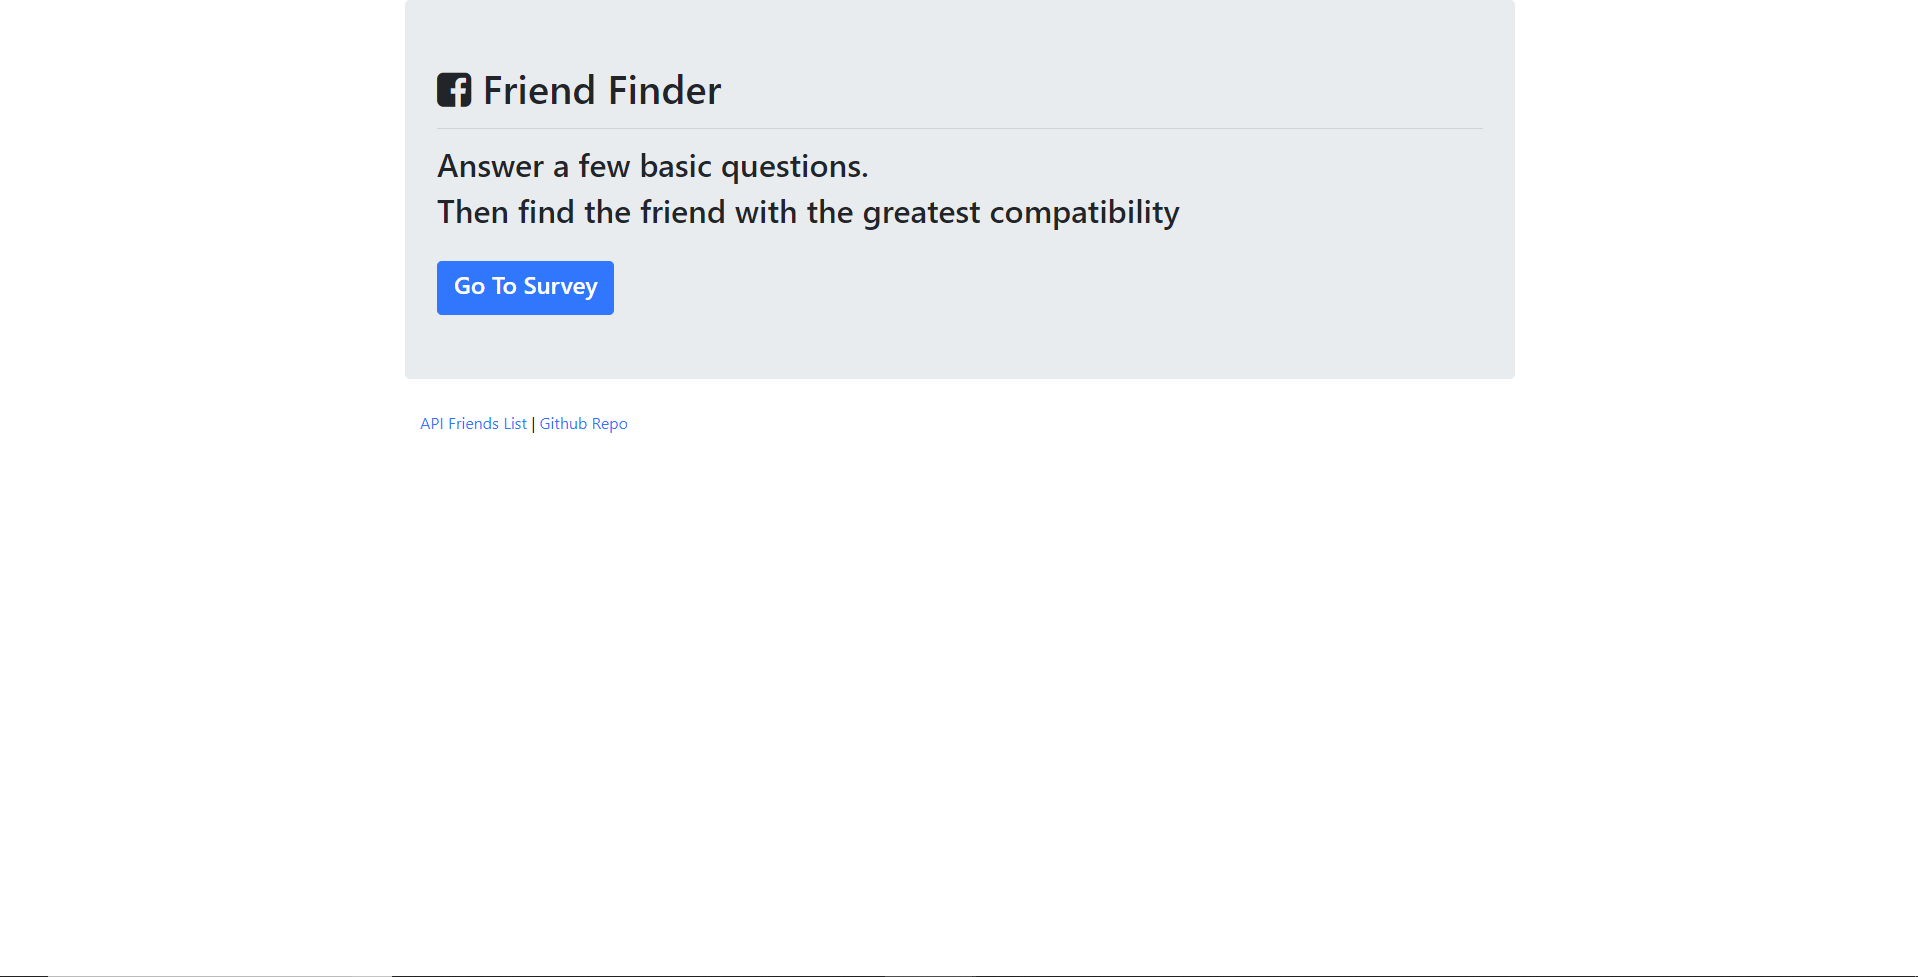 Friend Finder
Answer a few basic questions.
Then find the friend with the greatest compatibility
Go To Survey
API Friends List | Github Repo